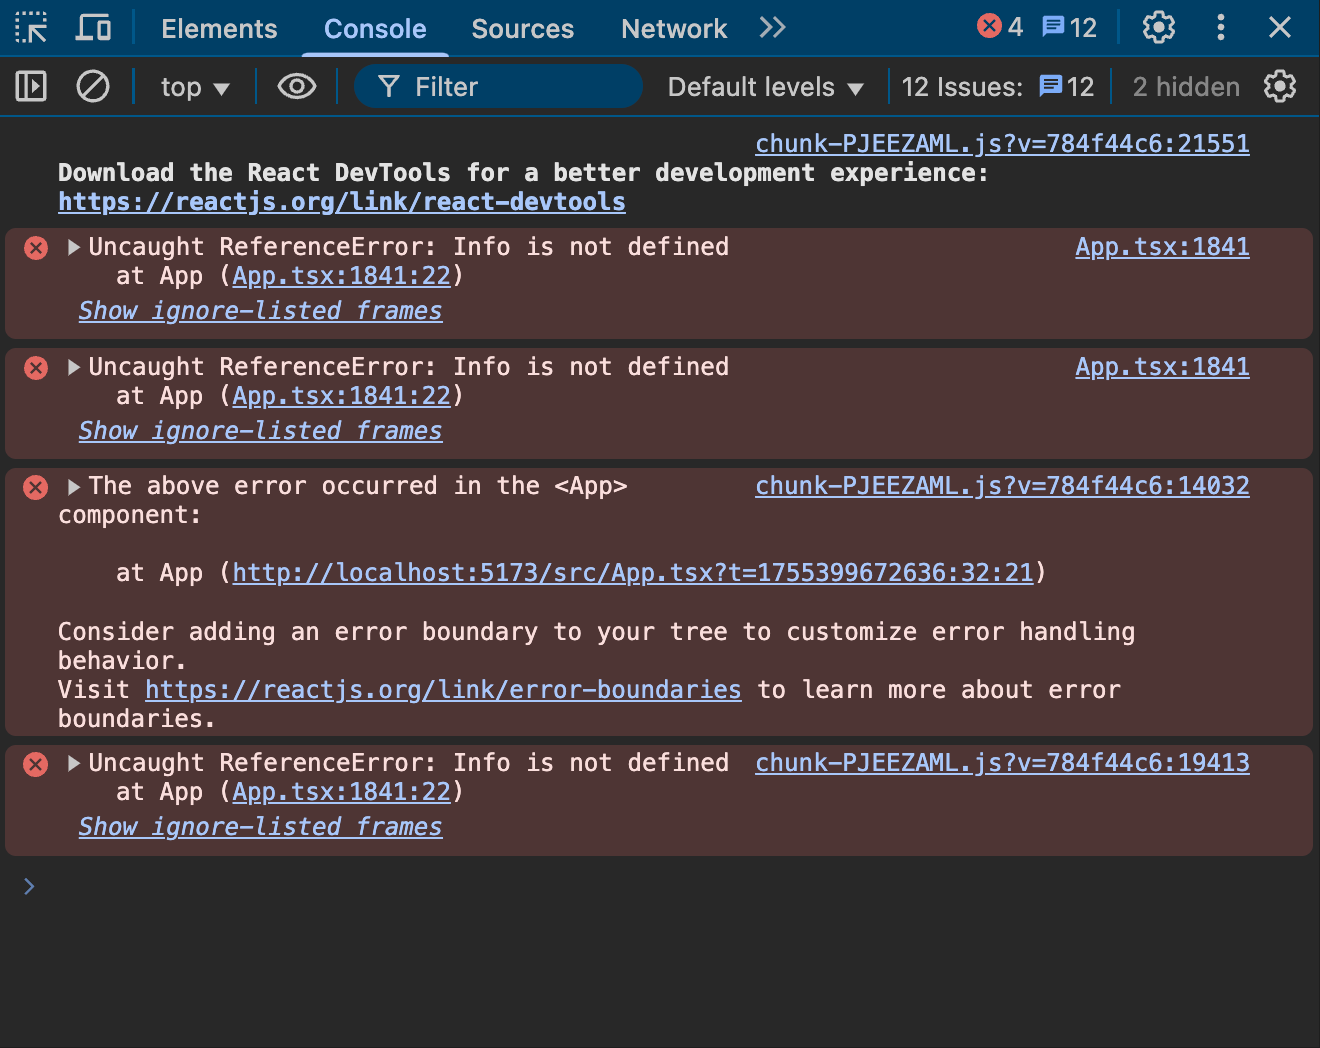 Elements Console Sources Network 4 12
top Filter Default levels 12 Issues: 12 2 hidden
chunk-PJEEZAML.js?v=784f44c6:21551
Download the React DevTools for a better development experience:
https://reactjs.org/link/react-devtools
Uncaught ReferenceError: Info is not defined App.tsx:1841
at App (App.tsx:1841:22)
Show ignore-listed frames
Uncaught ReferenceError: Info is not defined App.tsx:1841
at App (App.tsx:1841:22)
Show ignore-listed frames
The above error occurred in the <App> chunk-PJEEZAML.js?v=784f44c6:14032
component:
at App (http://localhost:5173/src/App.tsx?t=1755399672636:32:21)
Consider adding an error boundary to your tree to customize error handling
behavior.
Visit https://reactjs.org/link/error-boundaries to learn more about error
boundaries.
Uncaught ReferenceError: Info is not defined chunk-PJEEZAML.js?v=784f44c6:19413
at App (App.tsx:1841:22)
Show ignore-listed frames